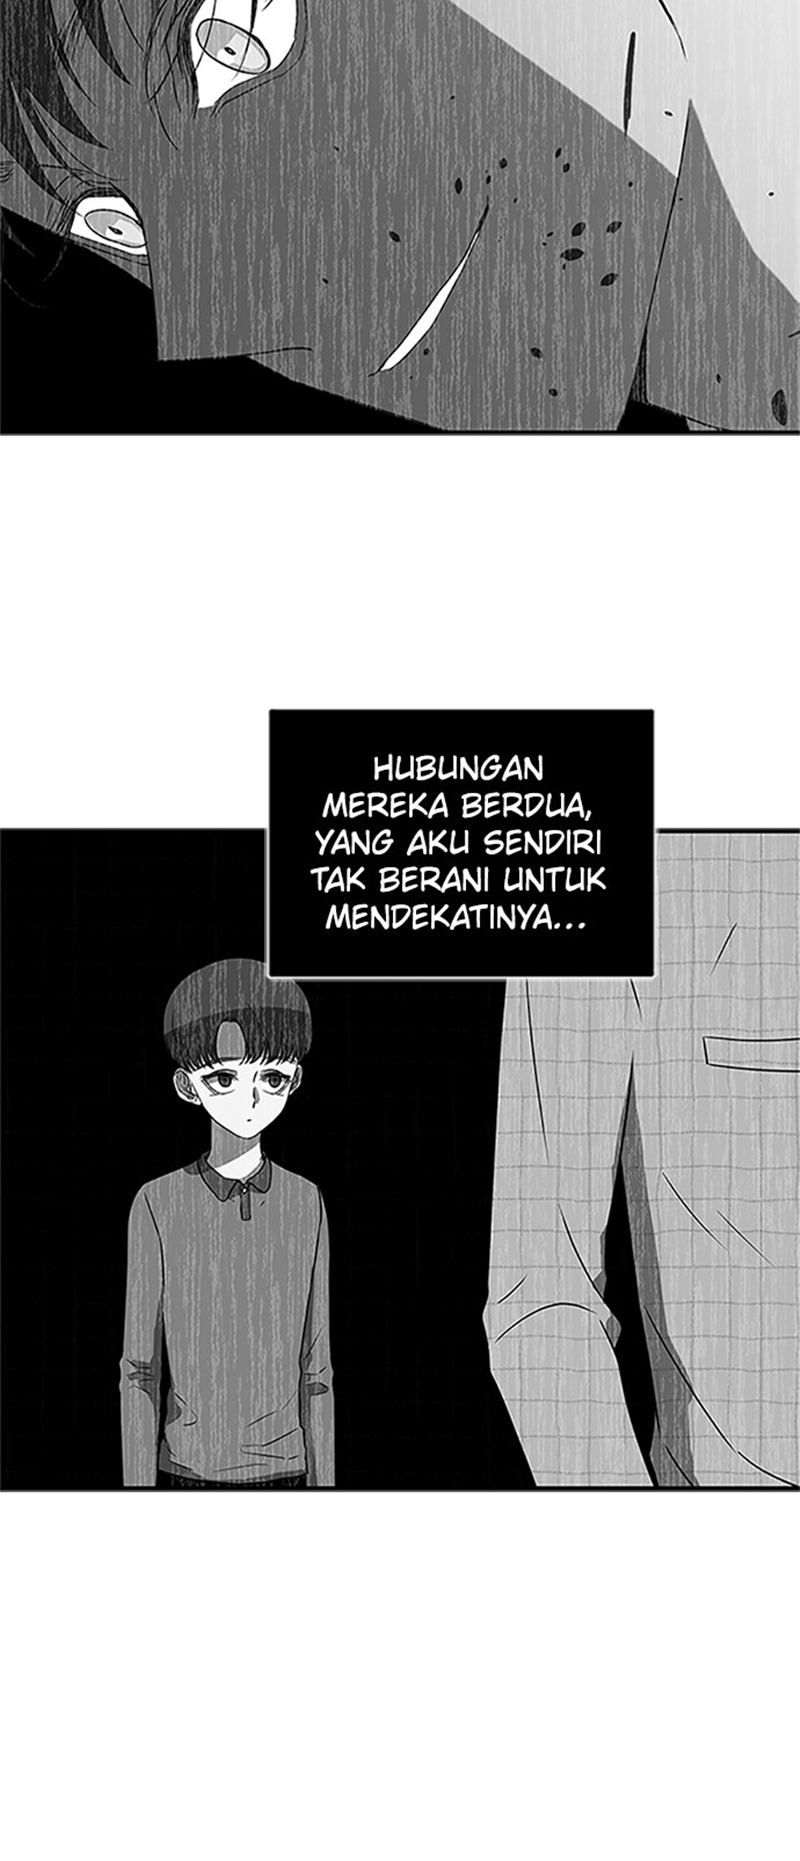 HUBUNGAN
MEREKA BERDUA,
YANG AKU SENDIRI
TAK BERANI UNTUK
MENDEKATINYA...